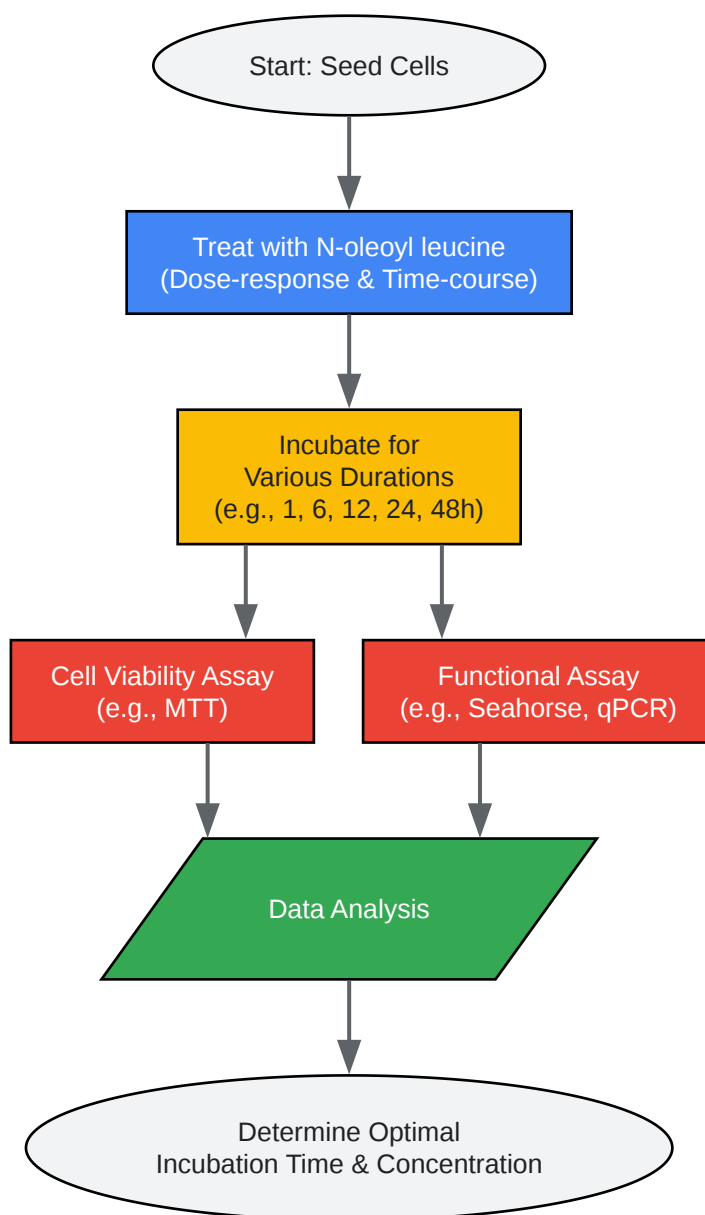 Start: Seed Cells
Treat with N-oleoyl leucine
(Dose-response & Time-course)
Incubate for
Various Durations
(e.g., 1, 6, 12, 24, 48h)
Cell Viability Assay
(e.g., MTT)
Functional Assay
(e.g., Seahorse, qPCR)
Data Analysis
Determine Optimal
Incubation Time & Concentration